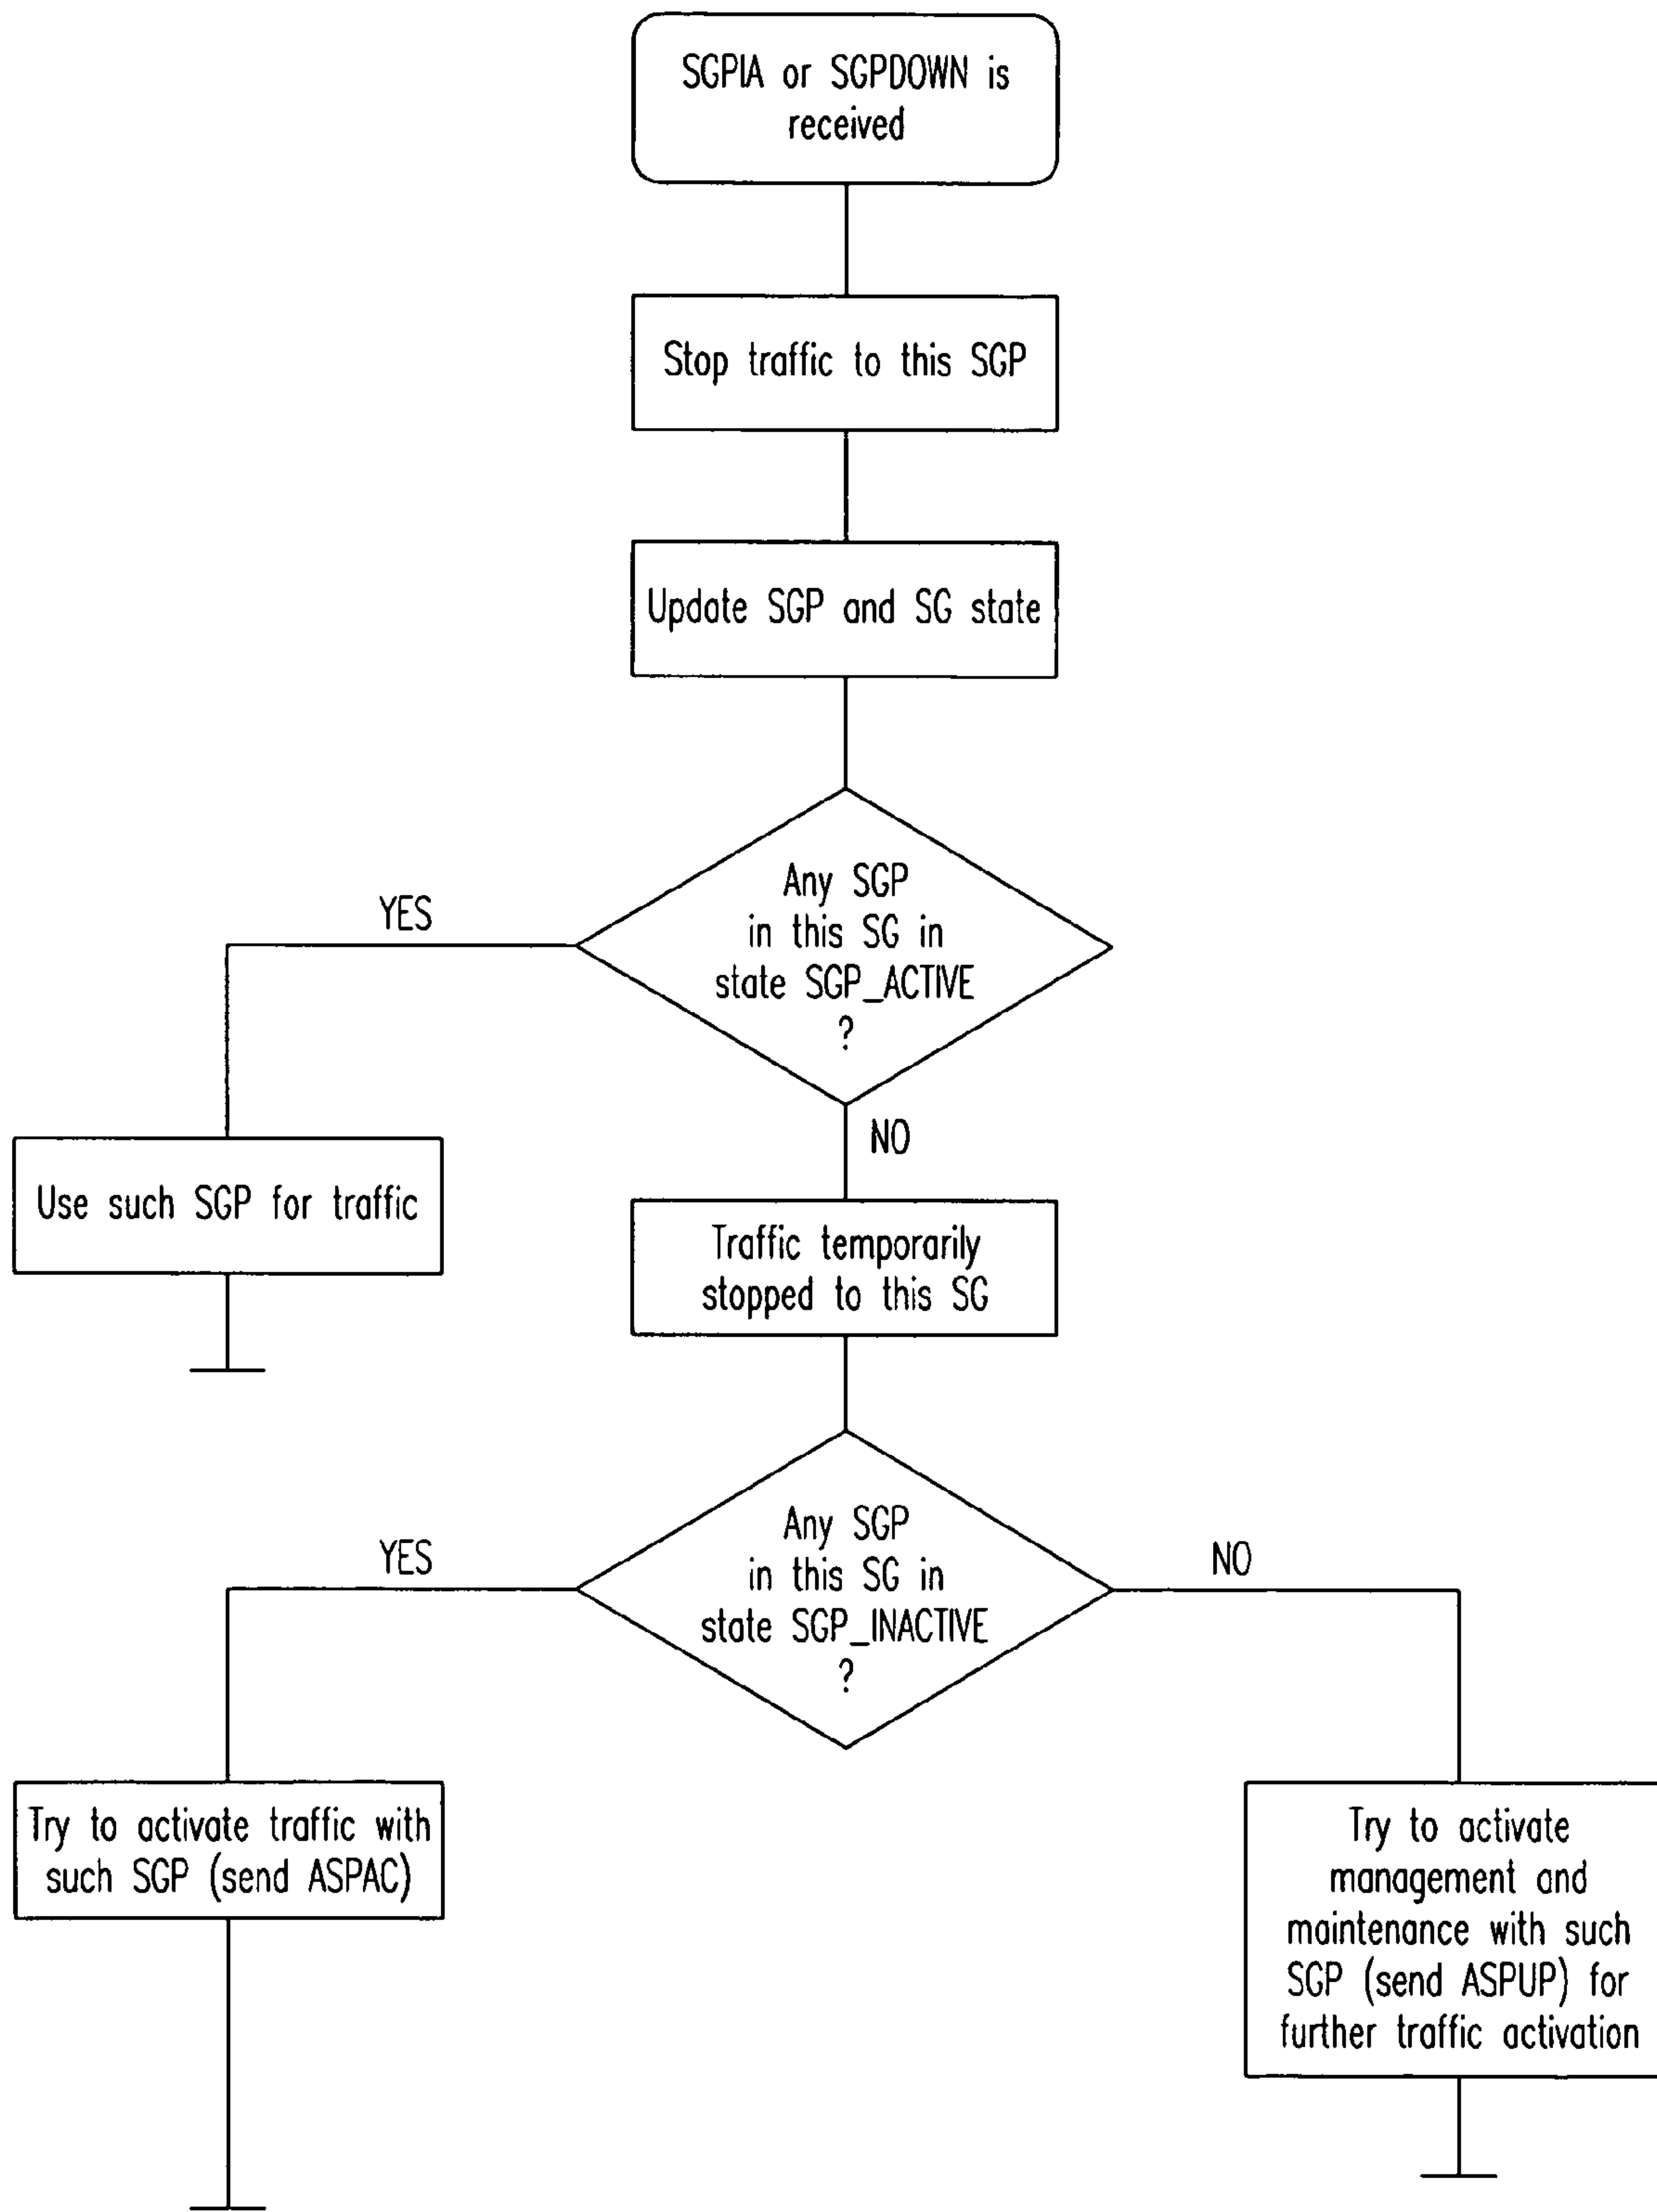 SGPIA or SGPDOWN is
received
Stop traffic to this SGP
Update SGP and SG state
Any SGP
in this SG in
state SGP_ACTIVE
?
YES
NO
Use such SGP for traffic
Traffic temporarily
stopped to this SG
Any SGP
in this SG in
state SGP_INACTIVE
?
YES
NO
Try to activate traffic with
such SGP (send ASPAC)
Try to activate
management and
maintenance with such
SGP (send ASPUP) for
further traffic activation